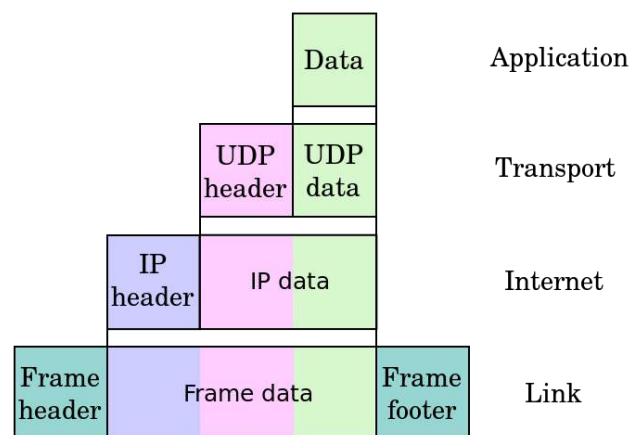 Data
Application
UDP
header
UDP
data
Transport
IP
header
IP data
Internet
Frame
header
Frame data
Frame
footer
Link